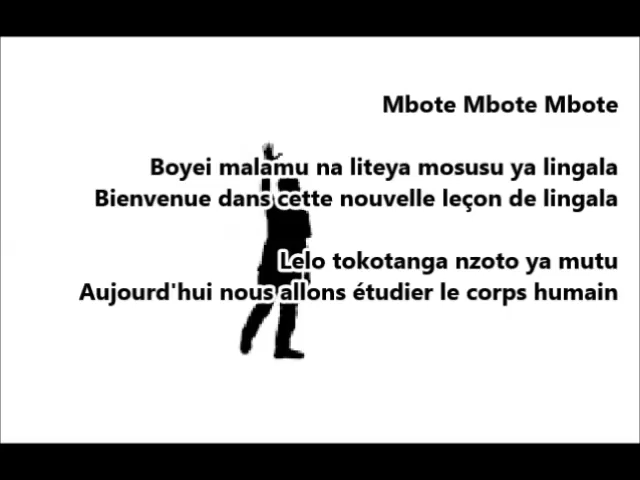 Mbote Mbote Mbote
Boyei malamu na liteya mosusu ya lingala
Bienvenue dans cette nouvelle leçon de lingala
Lelo tokotanga nzoto ya mutu
Aujourd'hui nous allons étudier le corps humain